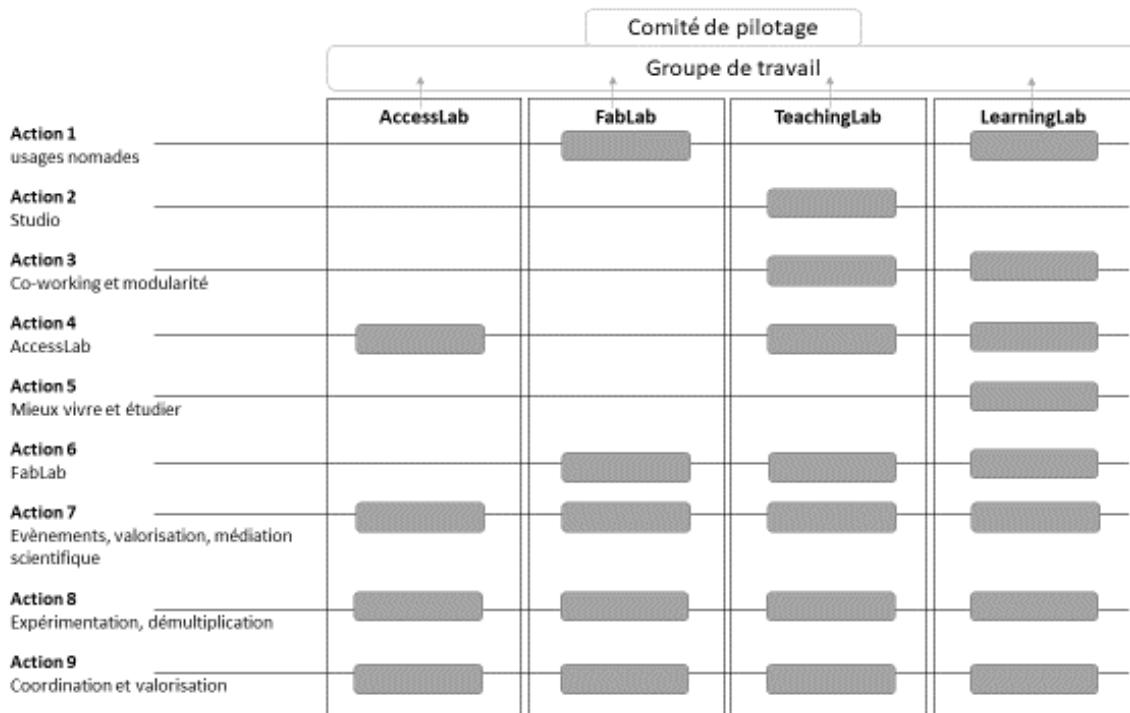 Comité de pilotage
Groupe de travail
AccessLab
FabLab
TeachingLab
LearningLab
Action 1
usages nomades
Action 2
Studio
Action 3
Co-working et modularité
Action 4
AccessLab
Action 5
Mieux vivre et étudier
Action 6
FabLab
Action 7
Evènements, valorisation, médiation
scientifique
Action 8
Expérimentation, démultiplication
Action 9
Coordination et valorisation